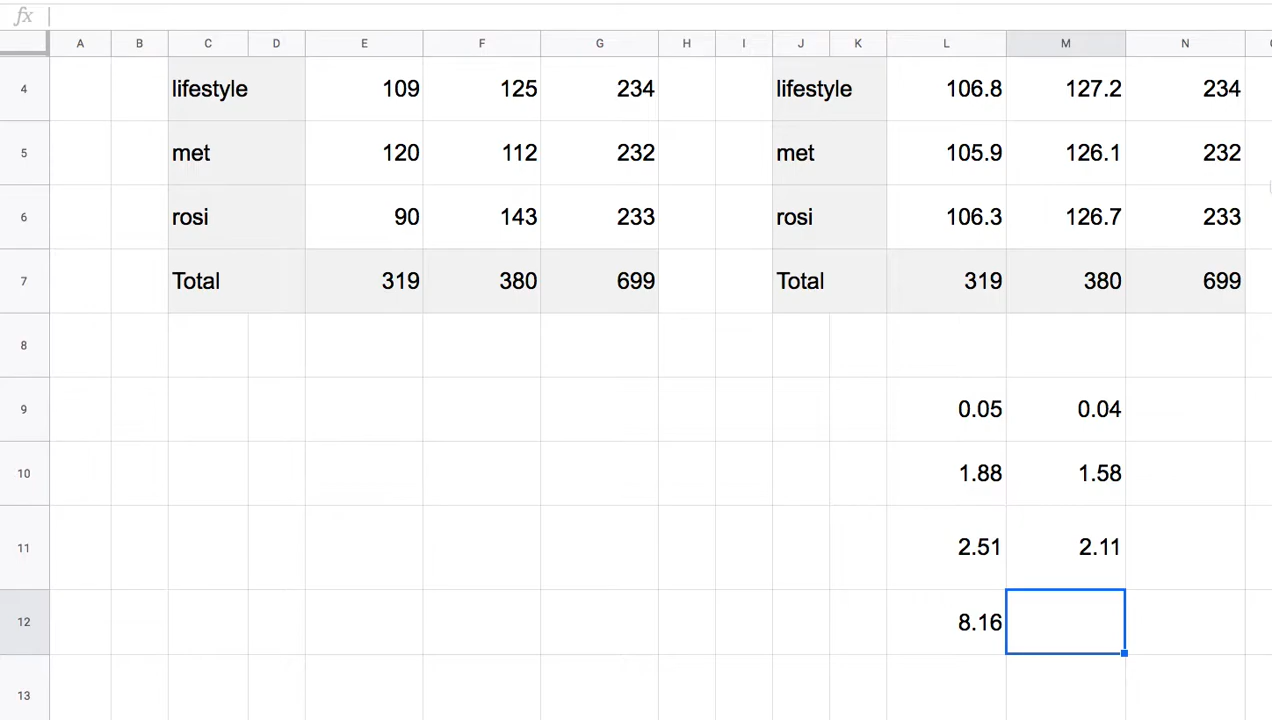 fx
A B C D E F G H I J K L M N
4 lifestyle 109 125 234 lifestyle 106.8 127.2 234
5 met 120 112 232 met 105.9 126.1 232
6 rosi 90 143 233 rosi 106.3 126.7 233
7 Total 319 380 699 Total 319 380 699
8
9 0.05 0.04
10 1.88 1.58
11 2.51 2.11
12 8.16
13